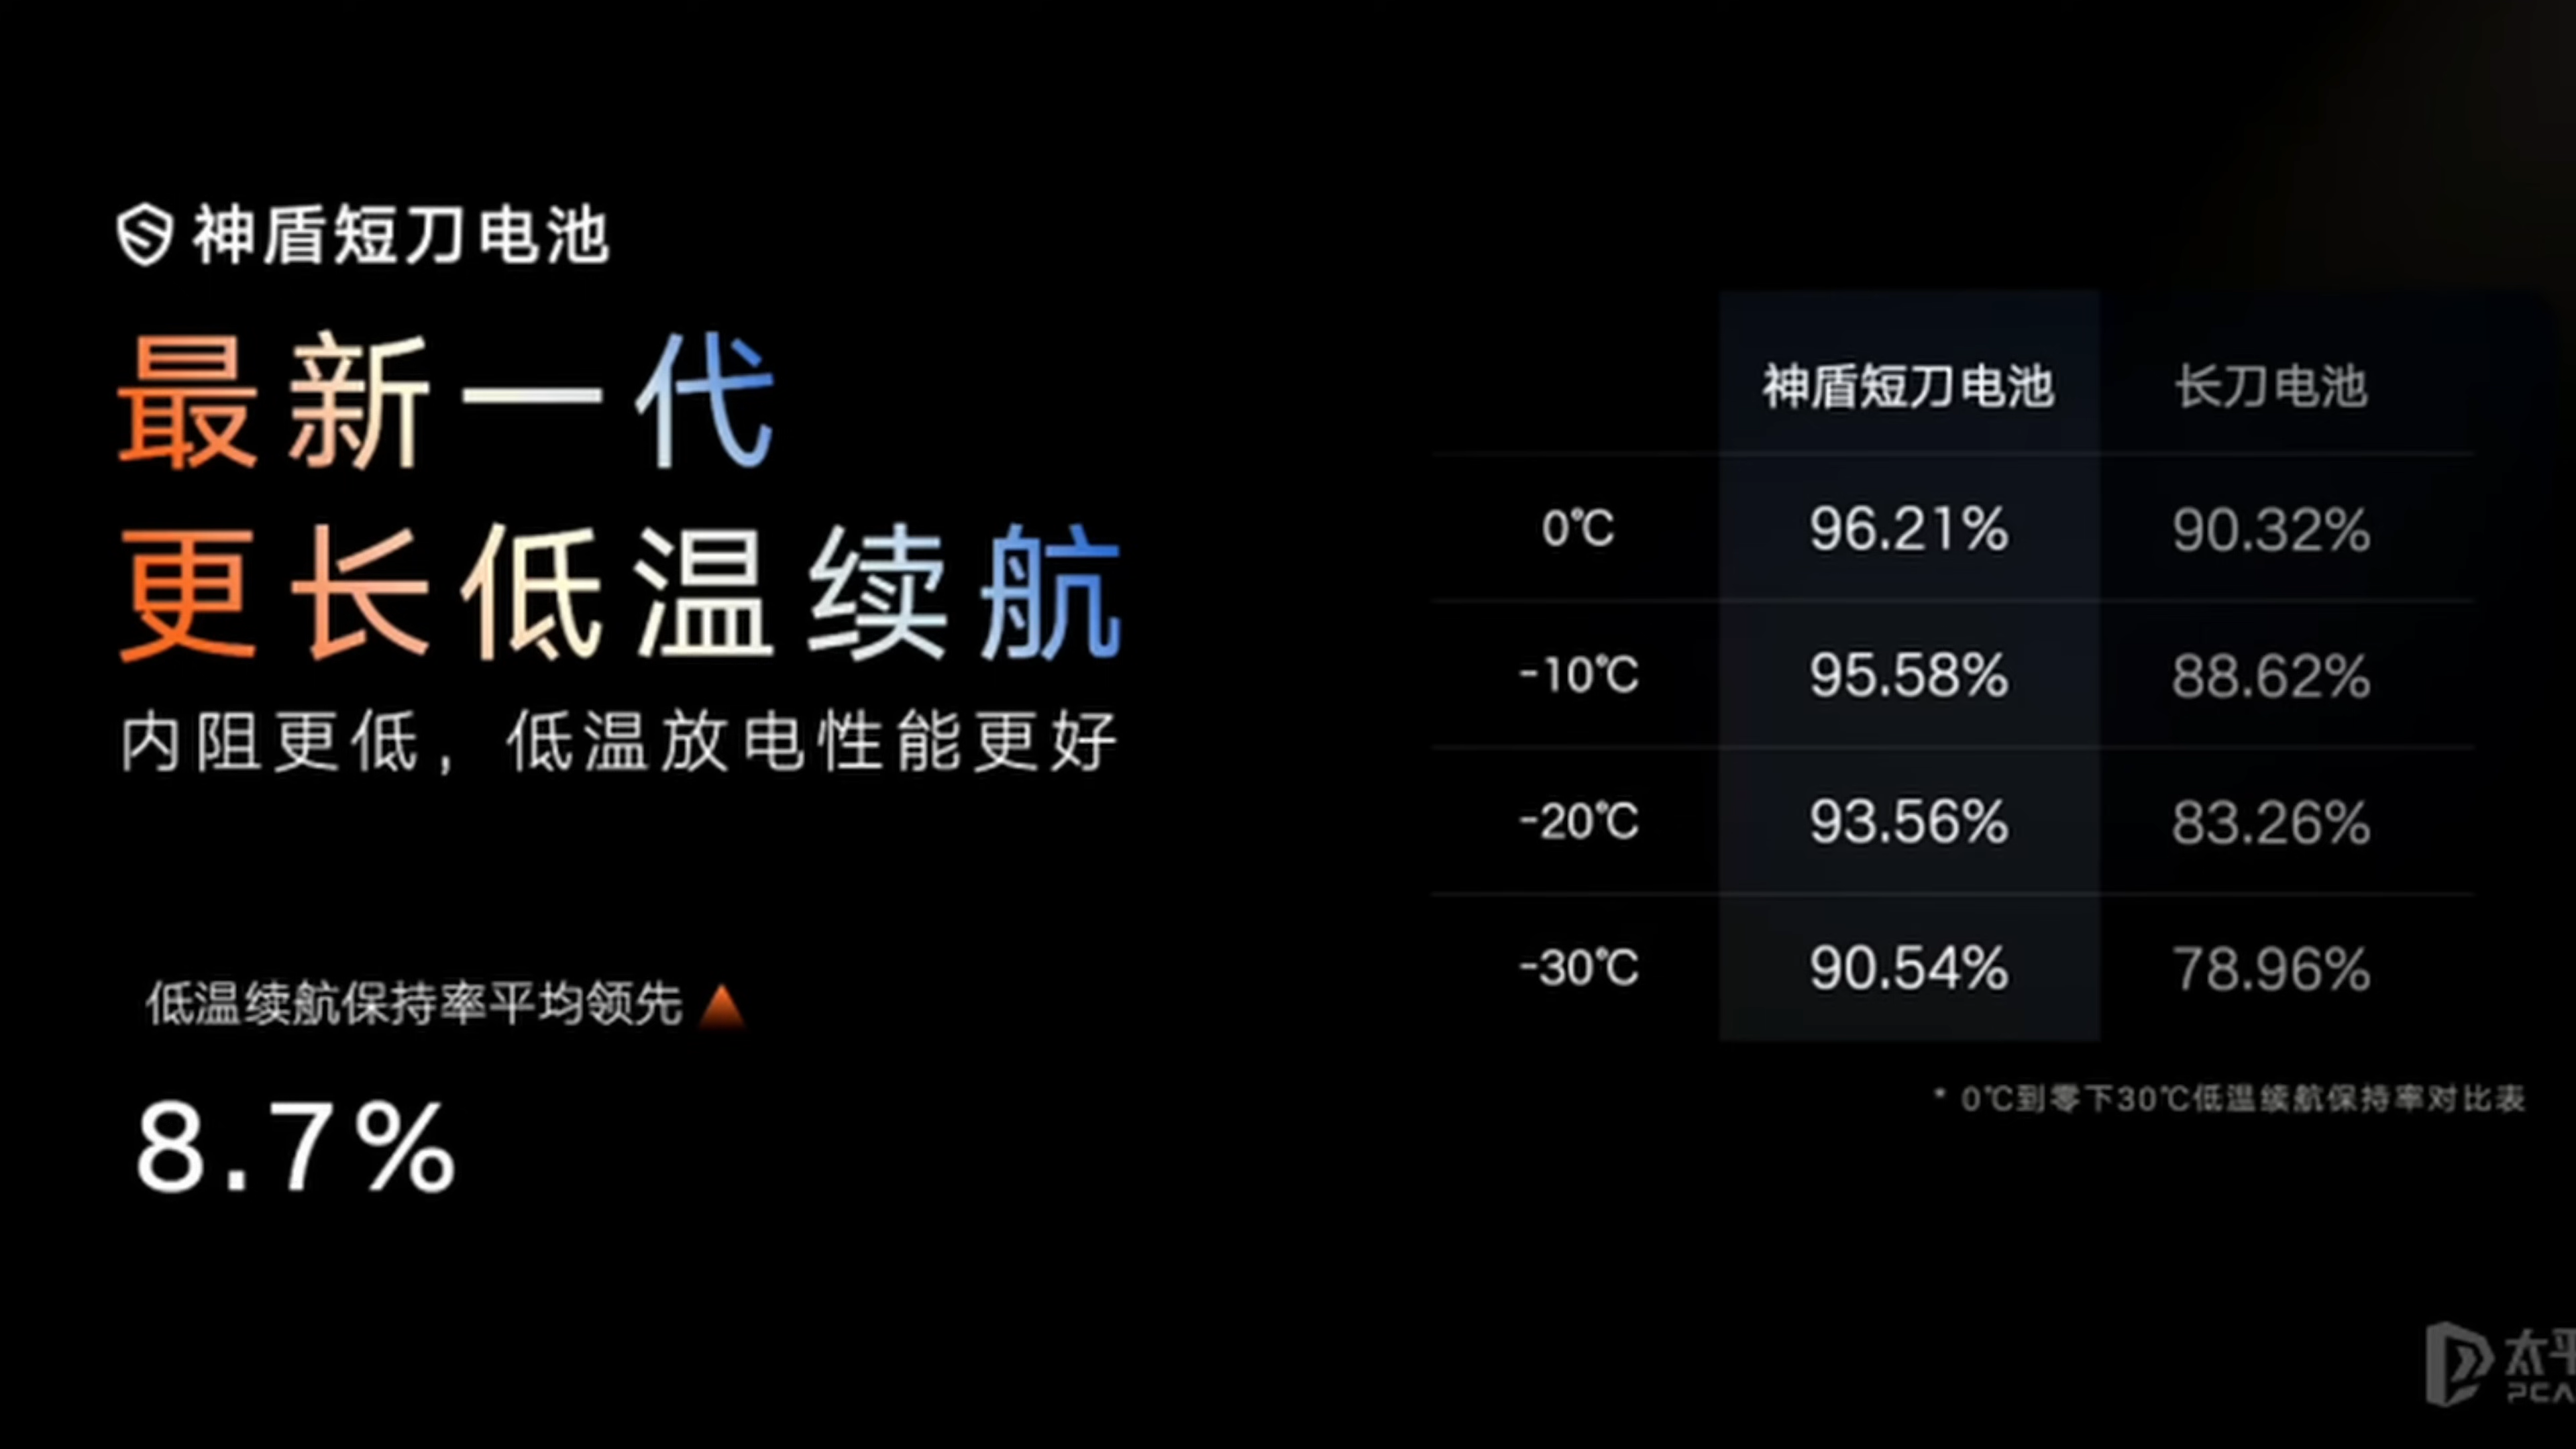 神盾短刀电池
最新一代
更长低温续航
内阻更低，低温放电性能更好
低温续航保持率平均领先
8.7%
神盾短刀电池 长刀电池
0℃ 96.21% 90.32%
-10℃ 95.58% 88.62%
-20℃ 93.56% 83.26%
-30℃ 90.54% 78.96%
* 0℃到零下30℃低温续航保持率对比表
太平
PCA